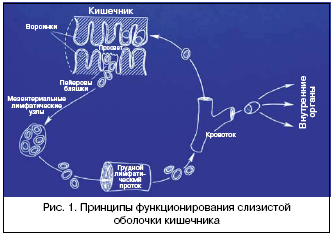 Кишечник
Ворсинки
Просвет
Пейеровы
бляшки
Мезентериальные
лимфатические
узлы
Грудной
лимфати-
ческий
проток
Кровоток
Внутренние
органы
Рис. 1. Принципы функционирования слизистой
оболочки кишечника